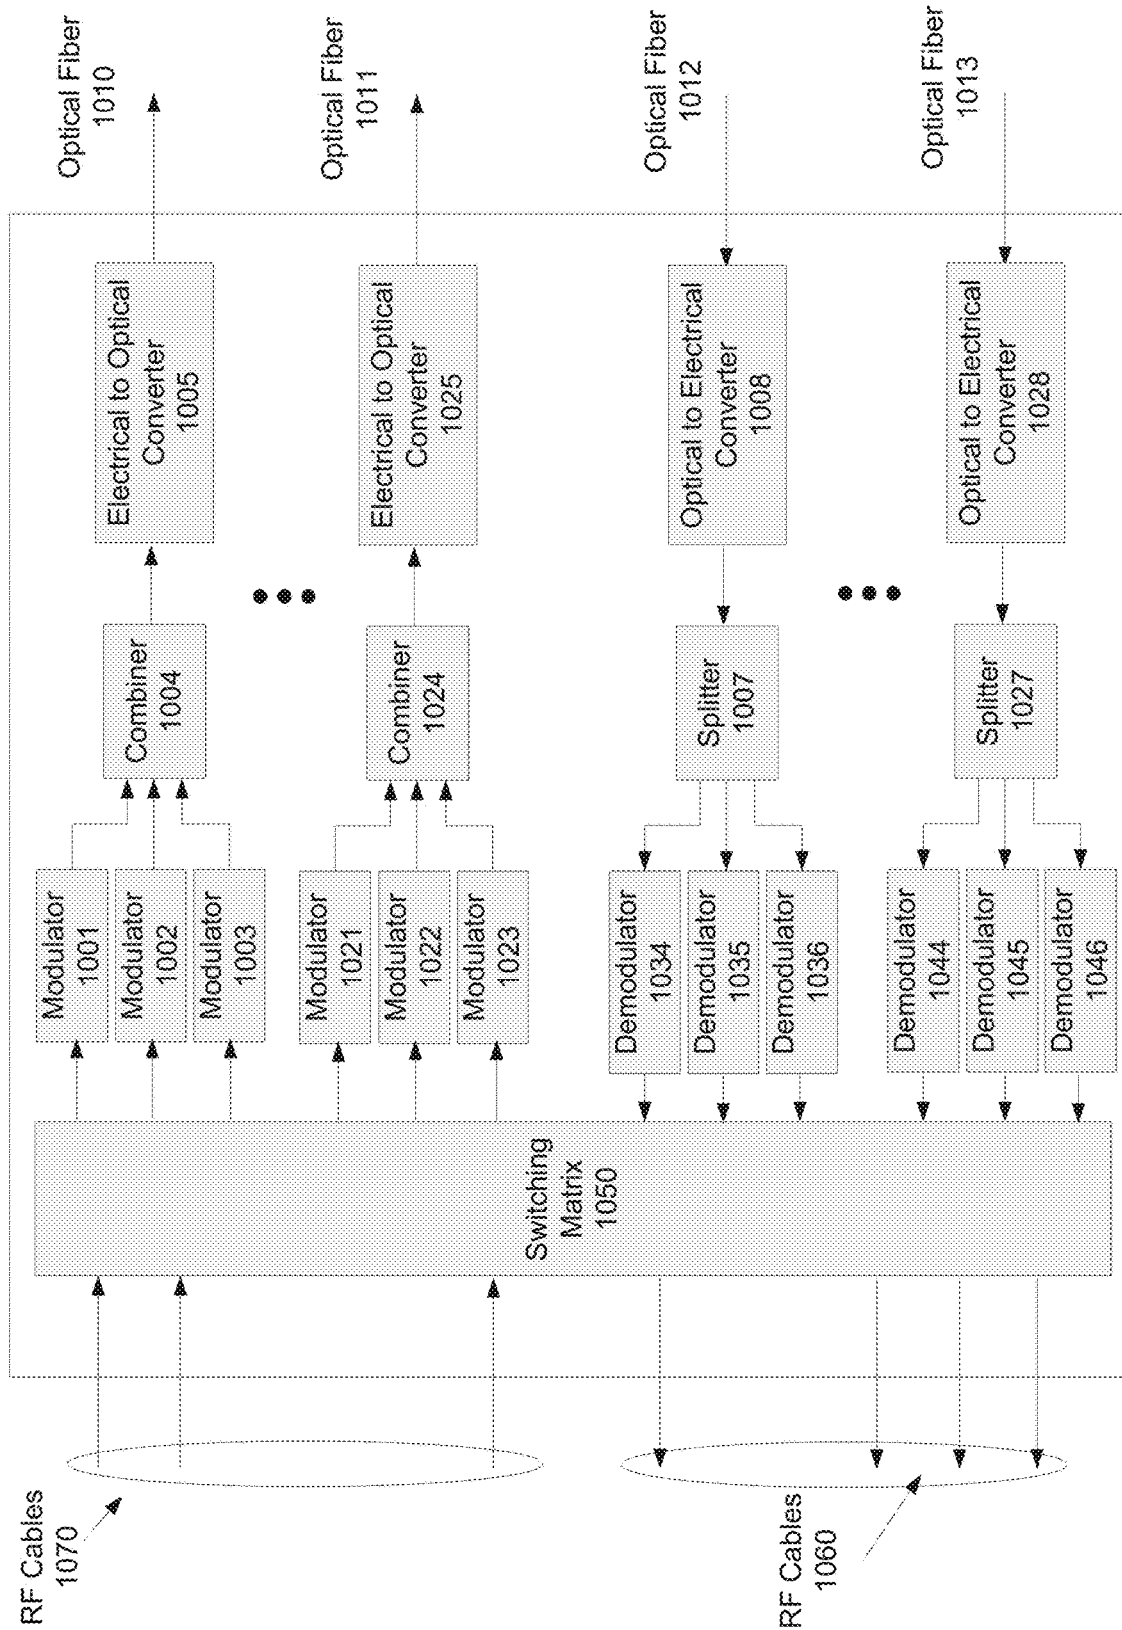 RF Cables
1070
RF Cables
1060
Switching
Matrix
1050
Modulator
1001
Modulator
1002
Modulator
1003
Modulator
1021
Modulator
1022
Modulator
1023
Demodulator
1034
Demodulator
1035
Demodulator
1036
Demodulator
1044
Demodulator
1045
Demodulator
1046
Combiner
1004
Combiner
1024
Splitter
1007
Splitter
1027
Electrical to Optical
Converter
1005
Electrical to Optical
Converter
1025
Optical to Electrical
Converter
1008
Optical to Electrical
Converter
1028
Optical Fiber
1010
Optical Fiber
1011
Optical Fiber
1012
Optical Fiber
1013